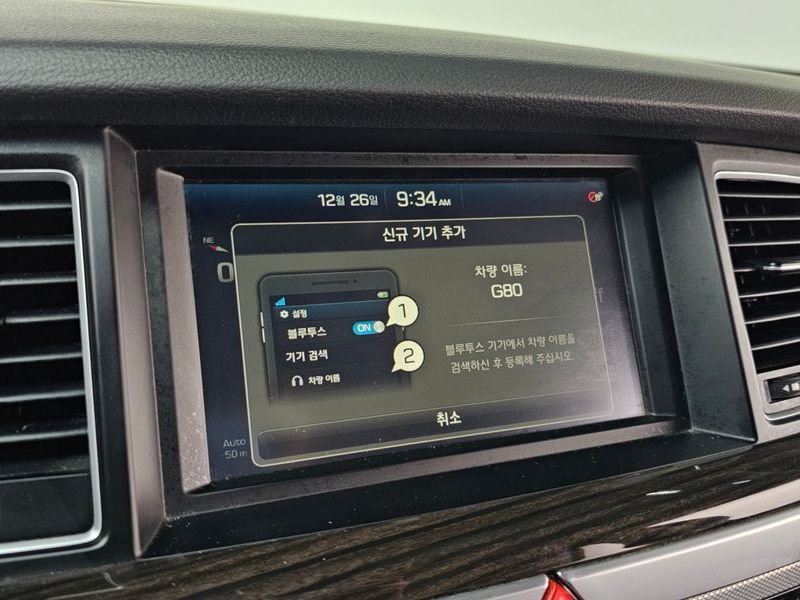 12월 26일 9:34 AM
신규 기기 추가
NE
0
차량 이름:
G80
설정
블루투스 ON 1
기기 검색 2
차량 이름
블루투스 기기에서 차량 이름을
검색하신 후 등록해 주십시오.
취소
Auto
50 m